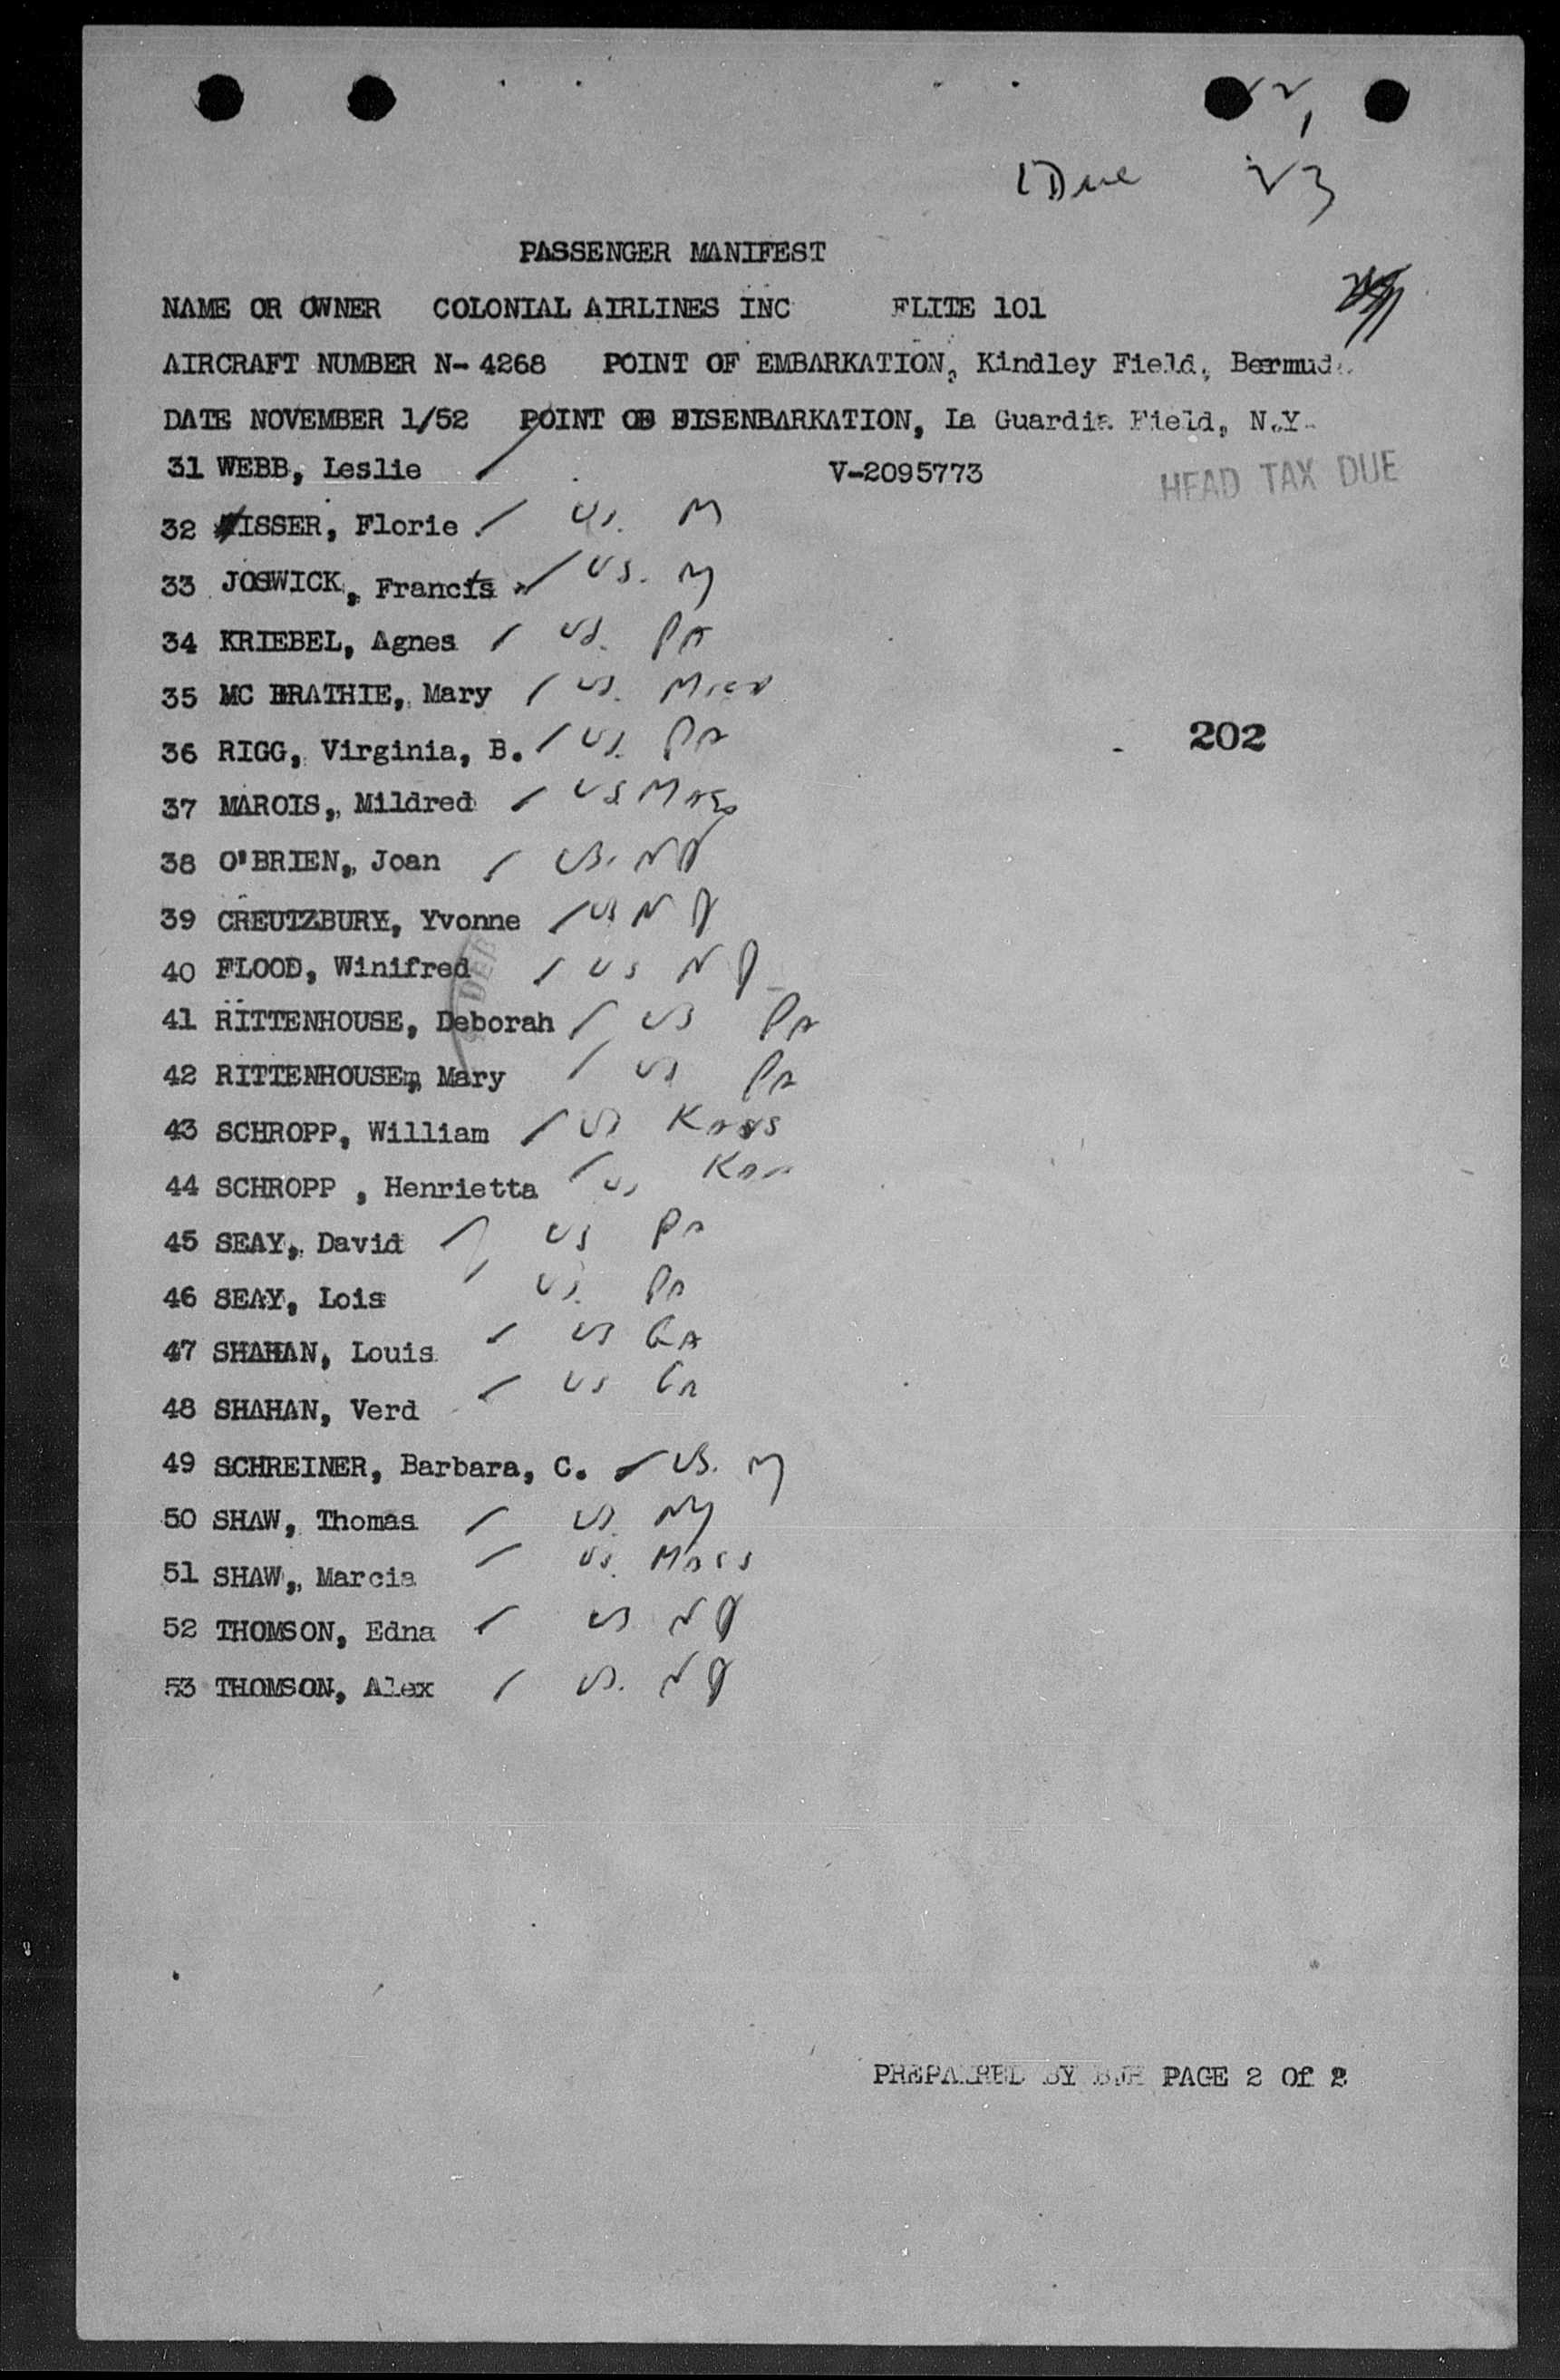 Due 23
PASSENGER MANIFEST
NAME OR OWNER COLONIAL AIRLINES INC FLITE 101
AIRCRAFT NUMBER N- 4268 POINT OF EMBARKATION, Kindley Field, Bermud
DATE NOVEMBER 1/52 POINT OB DISENBARKATION, La Guardia Field, N.Y.
31 WEBB, Leslie / V-2095773 HEAD TAX DUE
32 ISSER, Florie / US.
33 JOSWICK, Francis / US. NY
34 KRIEBEL, Agnes / US. Pa
35 MC BRATHIE, Mary / US.
36 RIGG, Virginia, B. / US. Pa
202
37 MAROIS, Mildred / US Mass
38 O'BRIEN, Joan / US. NJ
39 CREUTZBURY, Yvonne / US NJ
40 FLOOD, Winifred / US NJ
41 RITTENHOUSE, Deborah / US Pa
42 RITTENHOUSE, Mary / US Pa
43 SCHROPP, William / US Kans
44 SCHROPP , Henrietta / US Kan
45 SEAY, David / US Pa
46 SEAY, Lois / US. Pa
47 SHAHAN, Louis / US
48 SHAHAN, Verd / US
49 SCHREINER, Barbara, C. / US. NY
50 SHAW, Thomas / US. NY
51 SHAW, Marcia / US. Mass
52 THOMSON, Edna / US NJ
53 THOMSON, Alex / US. NJ
BY PAGE 2 Of 2